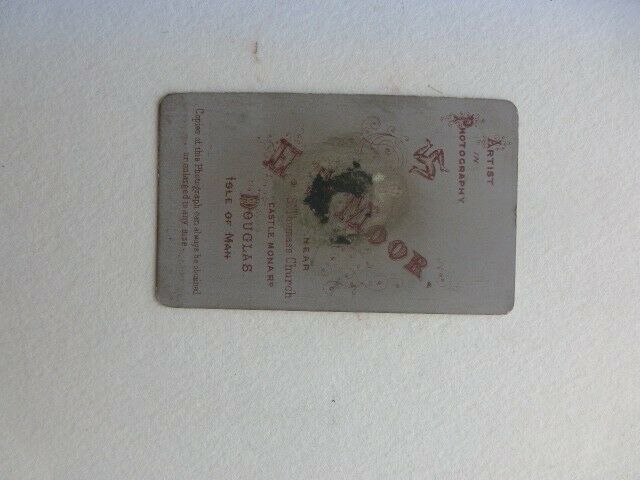 ARTIST
IN
PHOTOGRAPHY
MOOR.
NEAR
St Thomas's Church
CASTLE MONA RD
DOUGLAS
ISLE OF MAN
Copies of this Photograph can always be obtained
or enlarged to any size